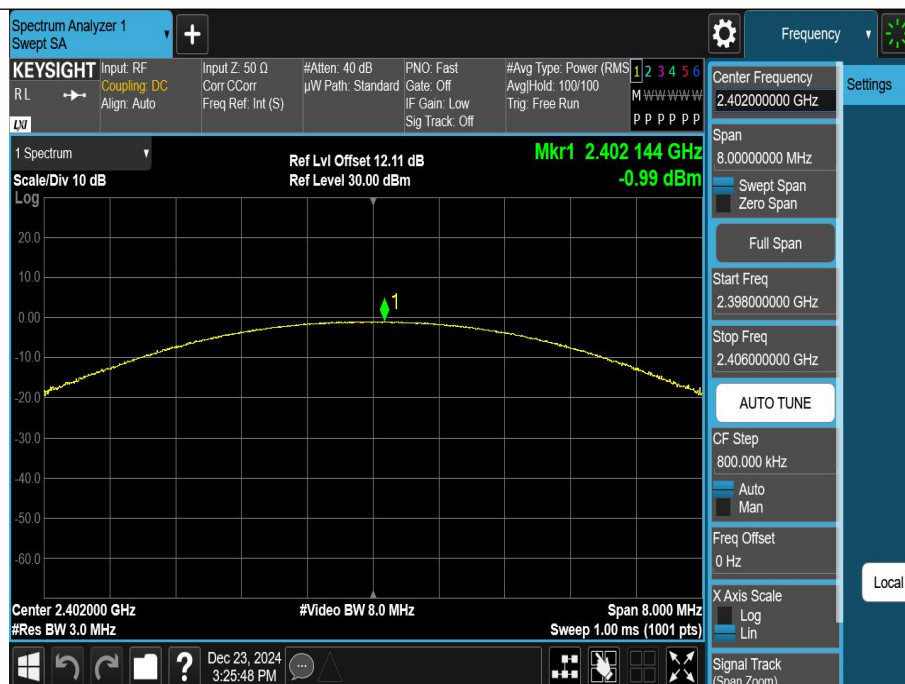 Spectrum Analyzer 1
Swept SA
Frequency
KEYSIGHT
RL
LXI
Input: RF
Coupling: DC
Align: Auto
Input Z: 50 Ω
Corr CCorr
Freq Ref: Int (S)
#Atten: 40 dB
µW Path: Standard
PNO: Fast
Gate: Off
IF Gain: Low
Sig Track: Off
#Avg Type: Power (RMS
Avg|Hold: 100/100
Trig: Free Run
1 2 3 4 5 6
M W W W W W
P P P P P P
1 Spectrum
Scale/Div 10 dB
Log
Ref Lvl Offset 12.11 dB
Ref Level 30.00 dBm
Mkr1 2.402 144 GHz
-0.99 dBm
20.0
10.0
0.00
-10.0
-20.0
-30.0
-40.0
-50.0
-60.0
1
Center 2.402000 GHz
#Res BW 3.0 MHz
#Video BW 8.0 MHz
Span 8.000 MHz
Sweep 1.00 ms (1001 pts)
Dec 23, 2024
3:25:48 PM
Center Frequency
2.402000000 GHz
Settings
Span
8.00000000 MHz
Swept Span
Zero Span
Full Span
Start Freq
2.398000000 GHz
Stop Freq
2.406000000 GHz
AUTO TUNE
CF Step
800.000 kHz
Auto
Man
Freq Offset
0 Hz
Local
X Axis Scale
Log
Lin
Signal Track
(Span Zoom)